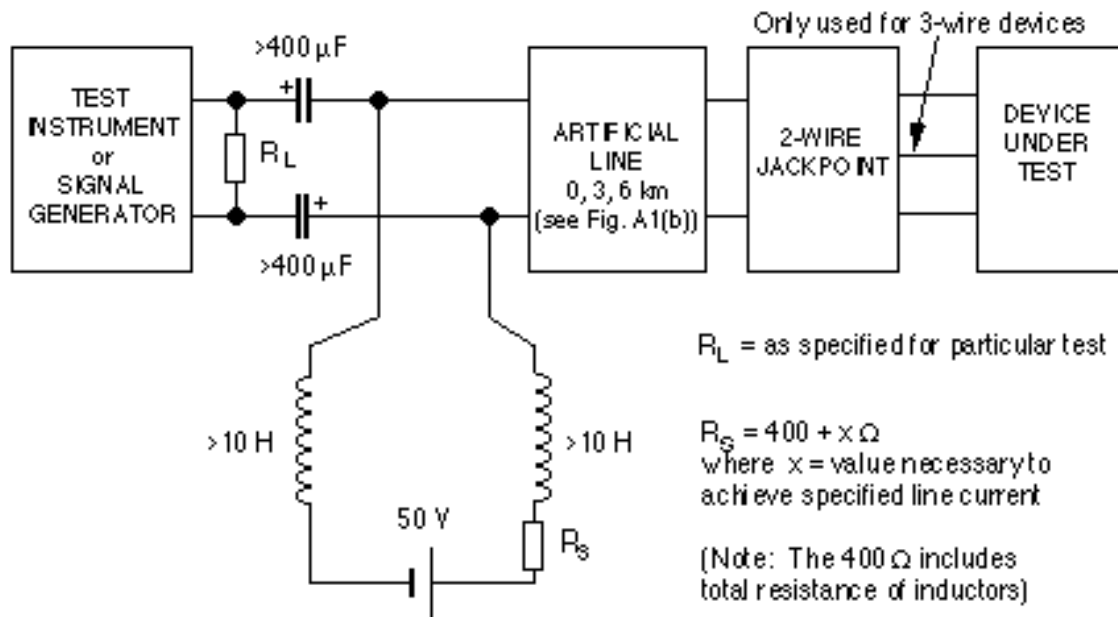 Only used for 3-wire devices
>400 µF
+
TEST
INSTRUMENT
or
SIGNAL
GENERATOR
R_L
+
>400 µF
ARTIFICIAL
LINE
0, 3, 6 km
(see Fig. A1(b))
2-WIRE
JACKPOINT
DEVICE
UNDER
TEST
>10 H
>10 H
50 V
R_S
R_L = as specified for particular test
R_S = 400 + x Ω
where x = value necessary to
achieve specified line current
(Note: The 400 Ω includes
total resistance of inductors)